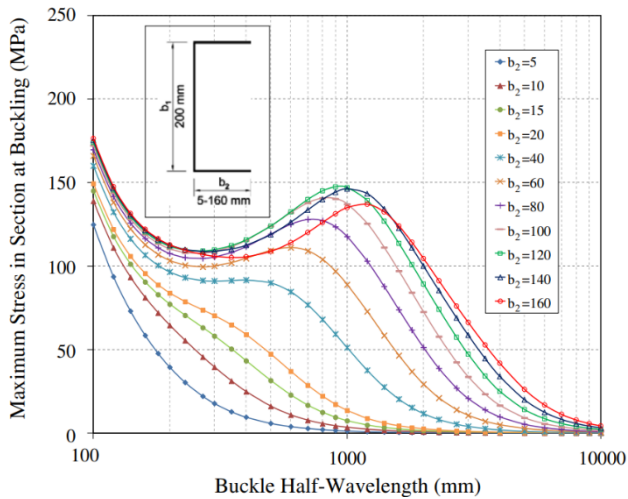 Maximum Stress in Section at Buckling (MPa)
250
200
150
100
50
0
100
1000
10000
Buckle Half-Wavelength (mm)
b₁
200 mm
b₂
5-160 mm
b₂=5
b₂=10
b₂=15
b₂=20
b₂=40
b₂=60
b₂=80
b₂=100
b₂=120
b₂=140
b₂=160